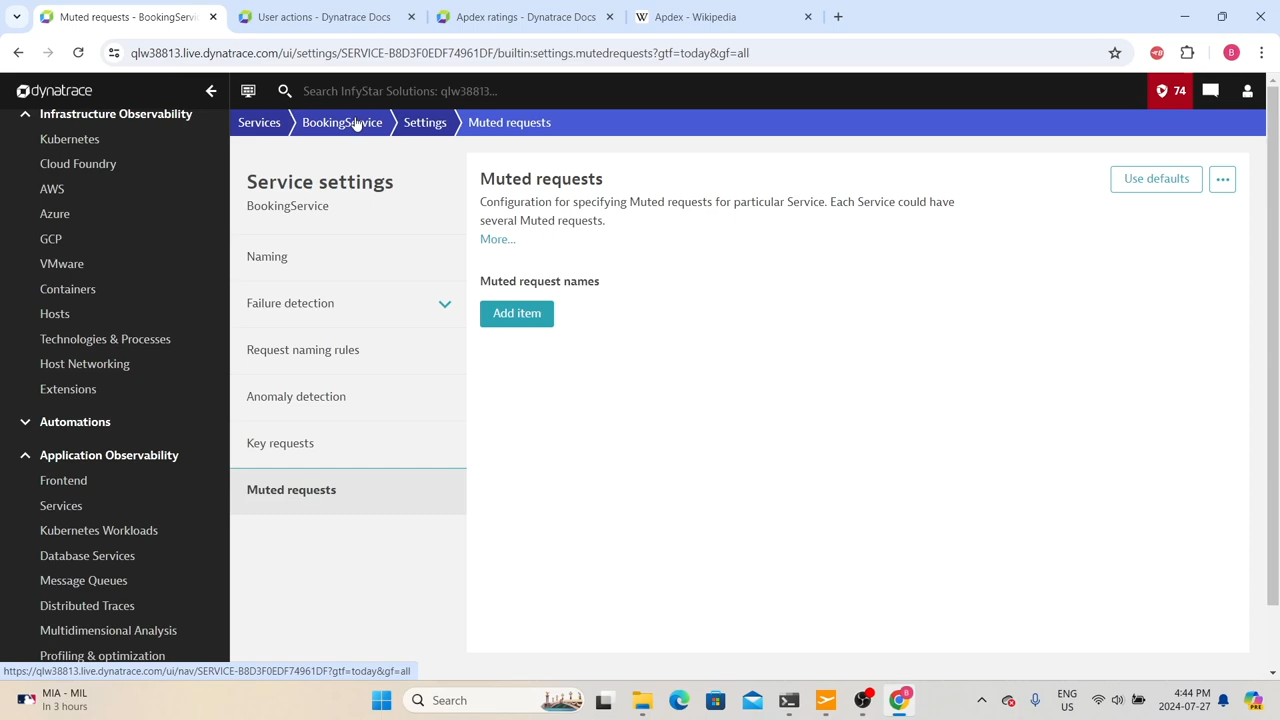 Muted requests - BookingServi
User actions - Dynatrace Docs
Apdex ratings - Dynatrace Docs
W Apdex - Wikipedia
qlw38813.live.dynatrace.com/ui/settings/SERVICE-B8D3F0EDF74961DF/builtin:settings.mutedrequests?gtf=today&gf=all
B
dynatrace
Search InfyStar Solutions: qlw38813...
74
Infrastructure Observability
Kubernetes
Cloud Foundry
AWS
Azure
GCP
VMware
Containers
Hosts
Technologies & Processes
Host Networking
Extensions
Automations
Application Observability
Frontend
Services
Kubernetes Workloads
Database Services
Message Queues
Distributed Traces
Multidimensional Analysis
Profiling & optimization
Services
BookingService
Settings
Muted requests
Service settings
BookingService
Naming
Failure detection
Request naming rules
Anomaly detection
Key requests
Muted requests
Muted requests
Configuration for specifying Muted requests for particular Service. Each Service could have
several Muted requests.
More...
Use defaults
Muted request names
Add item
https://qlw38813.live.dynatrace.com/ui/nav/SERVICE-B8D3F0EDF74961DF?gtf=today&gf=all
MIA - MIL
In 3 hours
Search
B
ENG
US
4:44 PM
2024-07-27
PRE